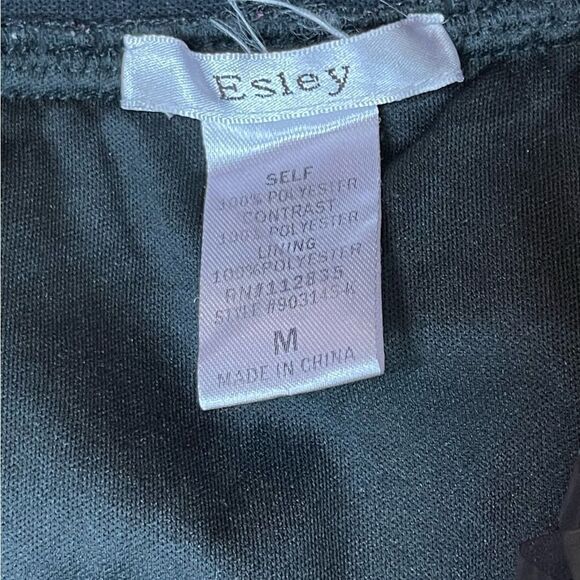 Esley
SELF
100% POLYESTER
CONTRAST
100% POLYESTER
LINING
100%POLYESTER
RN#112835
M
MADE IN CHINA